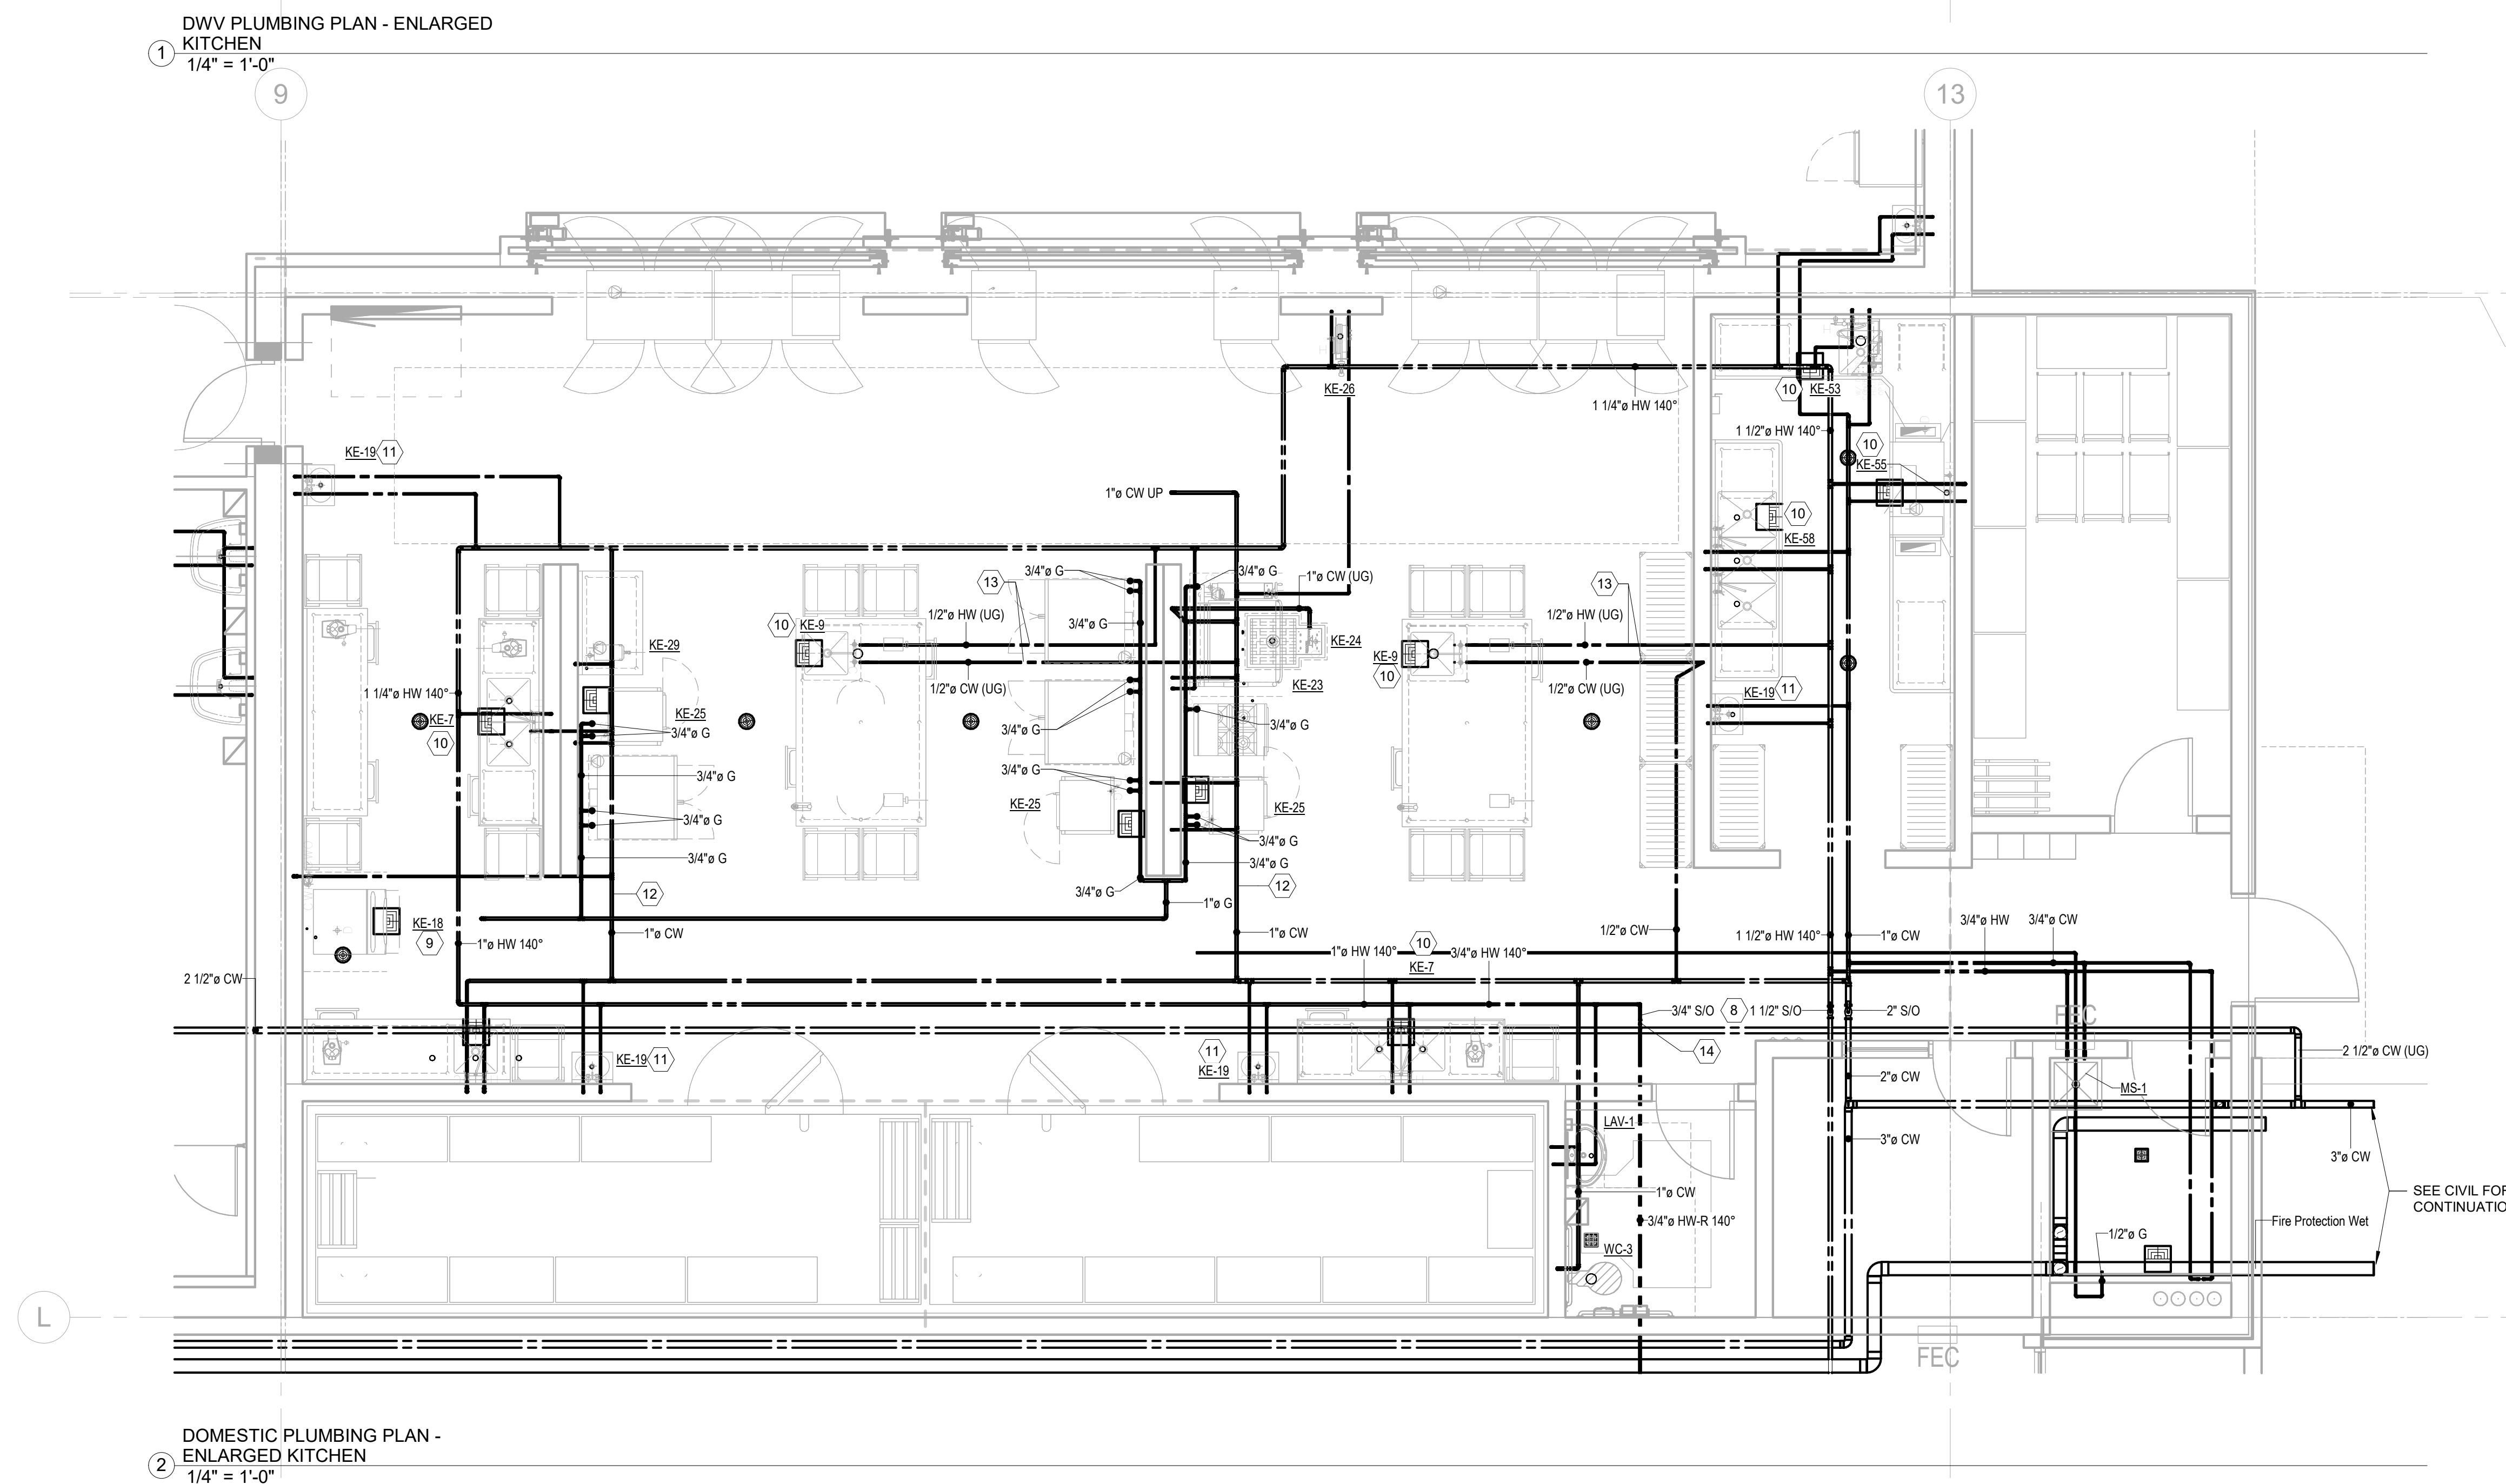 DWV PLUMBING PLAN - ENLARGED
KITCHEN
1
1/4" = 1'-0"
9
13
KE-26
1 1/4"ø HW 140°
10
KE-53
1 1/2"ø HW 140°
10
KE-55
KE-19
11
1"ø CW UP
10
KE-58
3/4"ø G
13
3/4"ø G
1"ø CW (UG)
13
1/2"ø HW (UG)
1/2"ø HW (UG)
3/4"ø G
10
KE-9
KE-29
KE-24
KE-9
10
1/2"ø CW (UG)
KE-23
1/2"ø CW (UG)
KE-19
11
1 1/4"ø HW 140°
KE-7
10
KE-25
3/4"ø G
3/4"ø G
3/4"ø G
3/4"ø G
3/4"ø G
KE-25
KE-25
3/4"ø G
3/4"ø G
3/4"ø G
3/4"ø G
3/4"ø G
12
12
1"ø G
KE-18
9
1"ø HW 140°
1"ø CW
1"ø CW
1/2"ø CW
1 1/2"ø HW 140°
1"ø CW
3/4"ø HW
3/4"ø CW
10
1"ø HW 140°
3/4"ø HW 140°
KE-7
2 1/2"ø CW
3/4" S/O
8
1 1/2" S/O
2" S/O
FEC
14
2 1/2"ø CW (UG)
KE-19
11
11
KE-19
2"ø CW
MS-1
LAV-1
3"ø CW
3"ø CW
1"ø CW
SEE CIVIL FOR
CONTINUATIO
3/4"ø HW-R 140°
Fire Protection Wet
1/2"ø G
WC-3
L
FEC
DOMESTIC PLUMBING PLAN -
ENLARGED KITCHEN
2
1/4" = 1'-0"